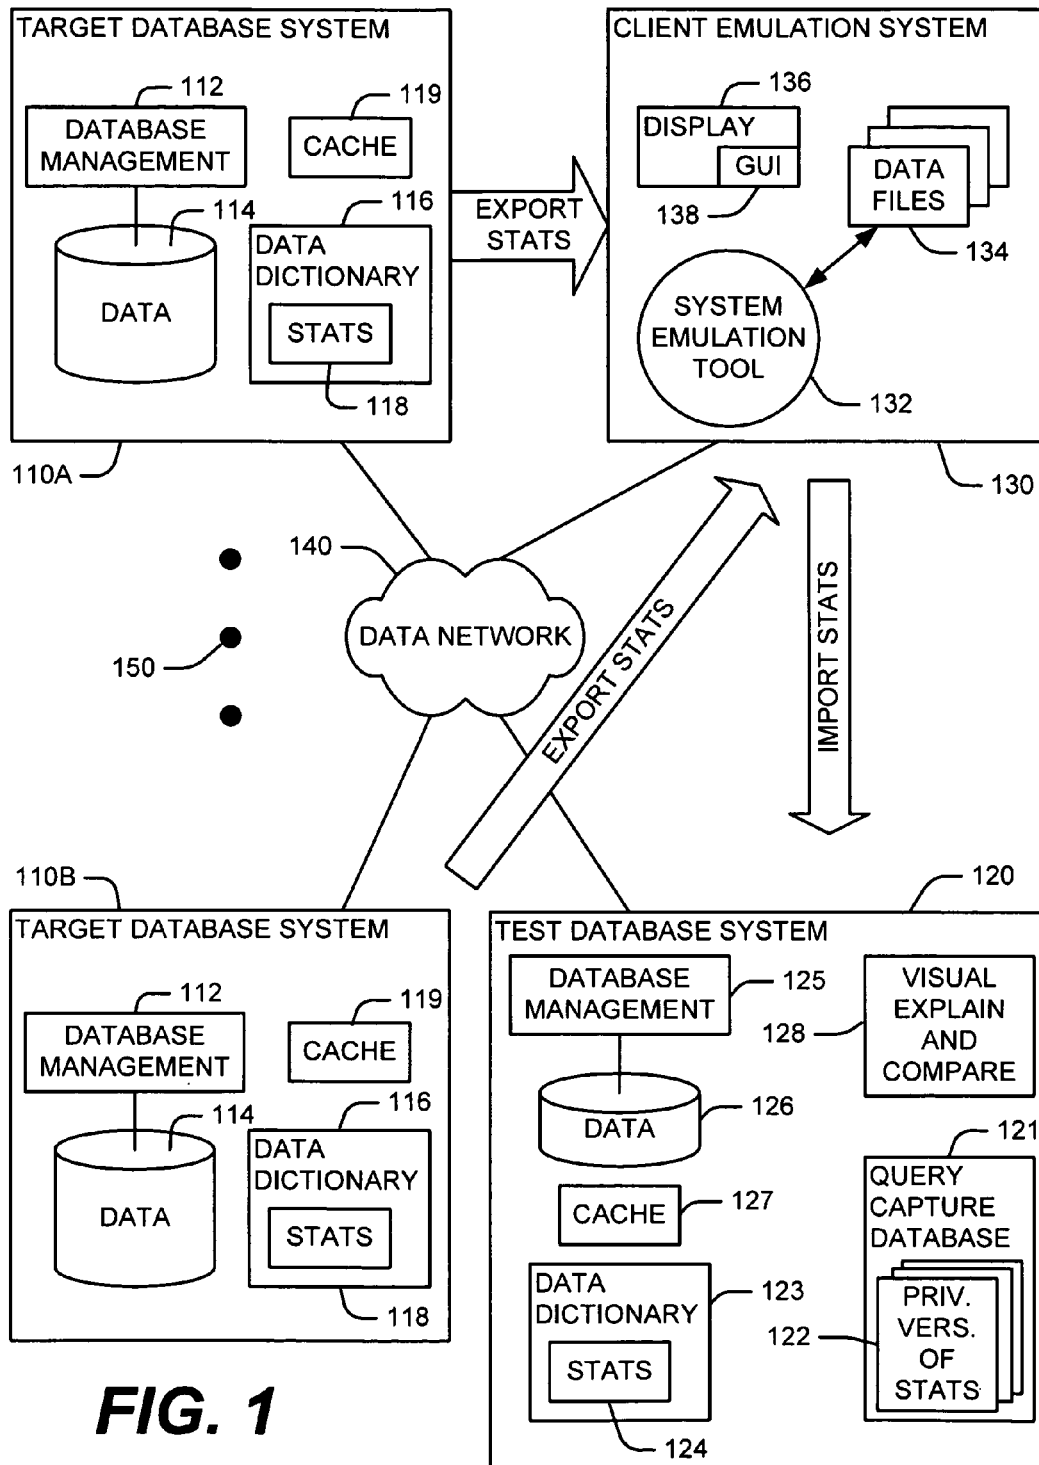 TARGET DATABASE SYSTEM
112
119
DATABASE
MANAGEMENT
CACHE
114
116
DATA
DATA
DICTIONARY
STATS
118
110A
EXPORT
STATS
CLIENT EMULATION SYSTEM
136
DISPLAY
GUI
138
DATA
FILES
134
SYSTEM
EMULATION
TOOL
132
130
140
DATA NETWORK
150
EXPORT STATS
IMPORT STATS
110B
TARGET DATABASE SYSTEM
112
119
DATABASE
MANAGEMENT
CACHE
114
116
DATA
DATA
DICTIONARY
STATS
118
120
TEST DATABASE SYSTEM
DATABASE
MANAGEMENT
125
VISUAL
EXPLAIN
AND
COMPARE
128
DATA
126
CACHE
127
121
QUERY
CAPTURE
DATABASE
PRIV.
VERS.
OF
STATS
122
DATA
DICTIONARY
123
STATS
124
FIG. 1